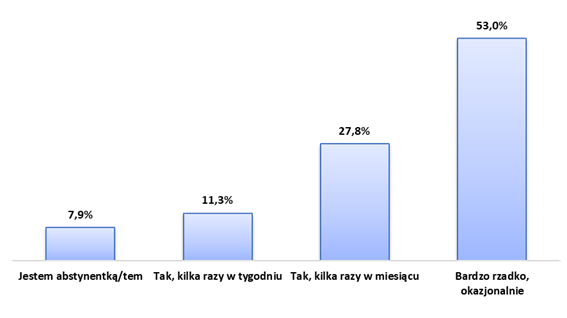 53,0%
27,8%
11,3%
7,9%
Jestem abstynentką/tem Tak, kilka razy w tygodniu Tak, kilka razy w miesiącu Bardzo rzadko,
okazjonalnie